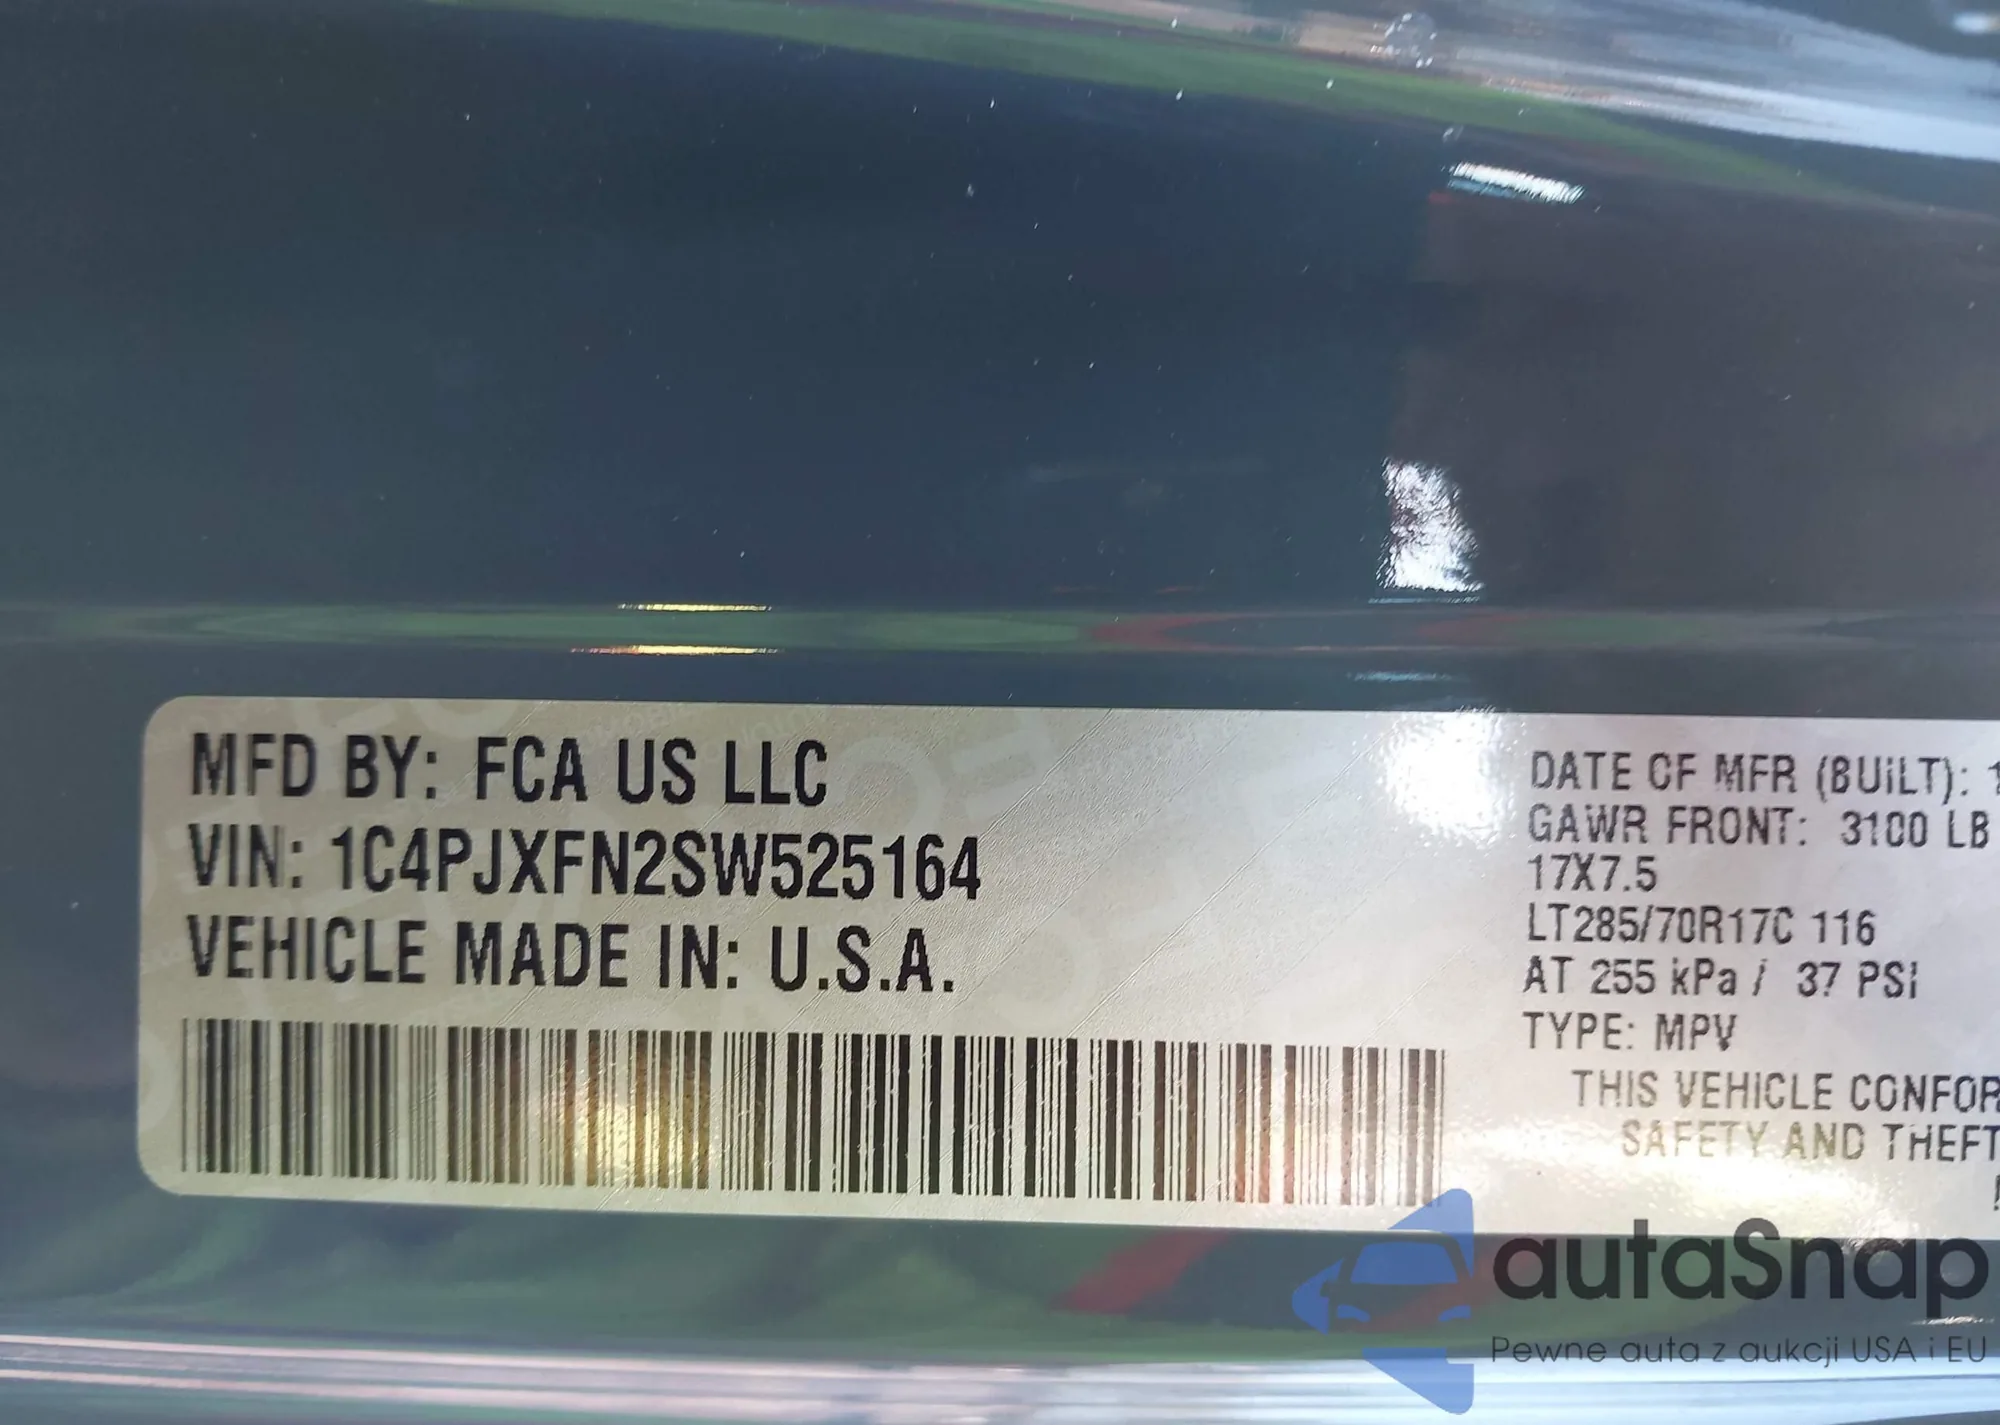 MFD BY: FCA US LLC
VIN: 1C4PJXFN2SW525164
VEHICLE MADE IN: U.S.A.
DATE OF MFR (BUILT): 1
GAWR FRONT: 3100 LB
17X7.5
LT285/70R17C 116
AT 255 kPa / 37 PSI
TYPE: MPV
THIS VEHICLE CONFOR
SAFETY AND THEFT
autaSnap
Pewne auta z aukcji USA i EU